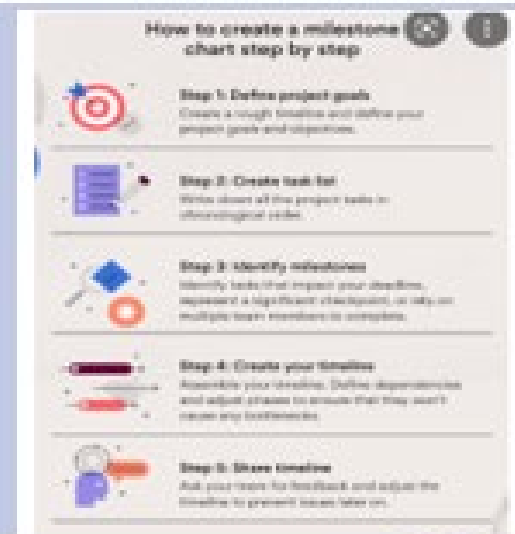 How to create a milestone
chart step by step
Step 1: Define project goals
Create a rough timeline and define your
project goals and objectives.
Step 2: Create task list
Write down all the project tasks in
chronological order.
Step 3: Identify milestones
Identify tasks that impact your deadline,
represent a significant checkpoint, or rely on
multiple team members to complete.
Step 4: Create your timeline
Assemble your timeline. Define dependencies
and adjust phases to ensure that they won't
cause any bottlenecks.
Step 5: Share timeline
Ask your team for feedback and adjust the
timeline to prevent issues later on.